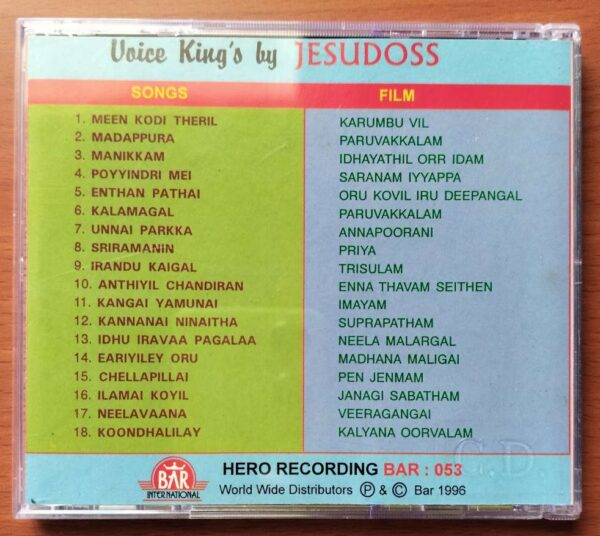 Voice King's by JESUDOSS
SONGS FILM
1. MEEN KODI THERIL KARUMBU VIL
2. MADAPPURA PARUVAKKALAM
3. MANIKKAM IDHAYATHIL ORR IDAM
4. POYYINDRI MEI SARANAM IYYAPPA
5. ENTHAN PATHAI ORU KOVIL IRU DEEPANGAL
6. KALAMAGAL PARUVAKKALAM
7. UNNAI PARKKA ANNAPOORANI
8. SRIRAMANiN PRIYA
9. IRANDU KAIGAL TRISULAM
10. ANTHIYIL CHANDIRAN ENNA THAVAM SEITHEN
11. KANGAI YAMUNAI IMAYAM
12. KANNANAI NINAITHA SUPRAPATHAM
13. IDHU IRAVAA PAGALAA NEELA MALARGAL
14. EARIYILEY ORU MADHANA MALIGAI
15. CHELLAPILLAI PEN JENMAM
16. ILAMAI KOYIL JANAGI SABATHAM
17. NEELAVAANA VEERAGANGAI
18. KOONDHALILAY KALYANA OORVALAM
G.D
BAR
INTERNATIONAL
HERO RECORDING BAR : 053
World Wide Distributors Ⓟ & © Bar 1996